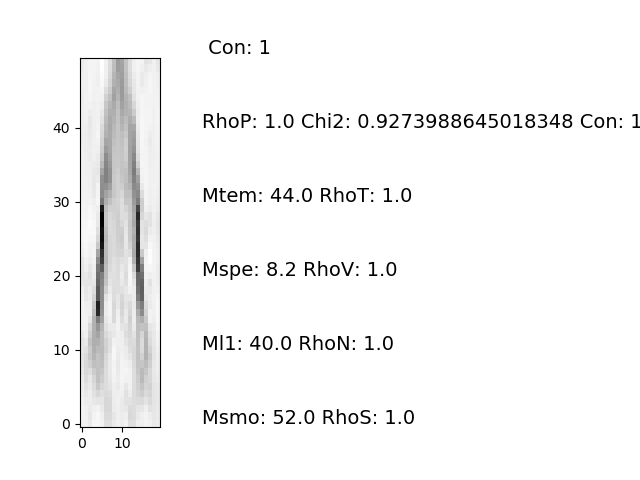 Con: 1
RhoP: 1.0 Chi2: 0.9273988645018348 Con: 1
Mtem: 44.0 RhoT: 1.0
Mspe: 8.2 RhoV: 1.0
Ml1: 40.0 RhoN: 1.0
Msmo: 52.0 RhoS: 1.0
40
30
20
10
0
0 10